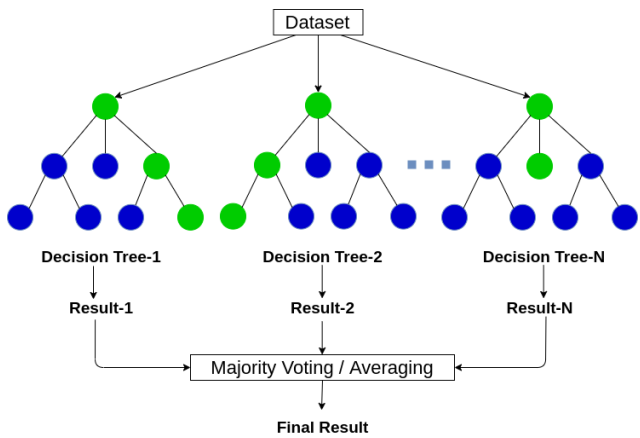 Dataset
Decision Tree-1
Decision Tree-2
Decision Tree-N
Result-1
Result-2
Result-N
Majority Voting / Averaging
Final Result